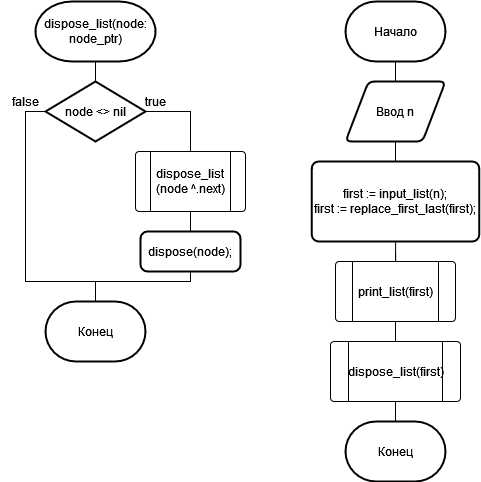 dispose_list(node:
node_ptr)
false
true
node <> nil
dispose_list
(node ^.next)
dispose(node);
Конец
Начало
Ввод n
first := input_list(n);
first := replace_first_last(first);
print_list(first)
dispose_list(first)
Конец